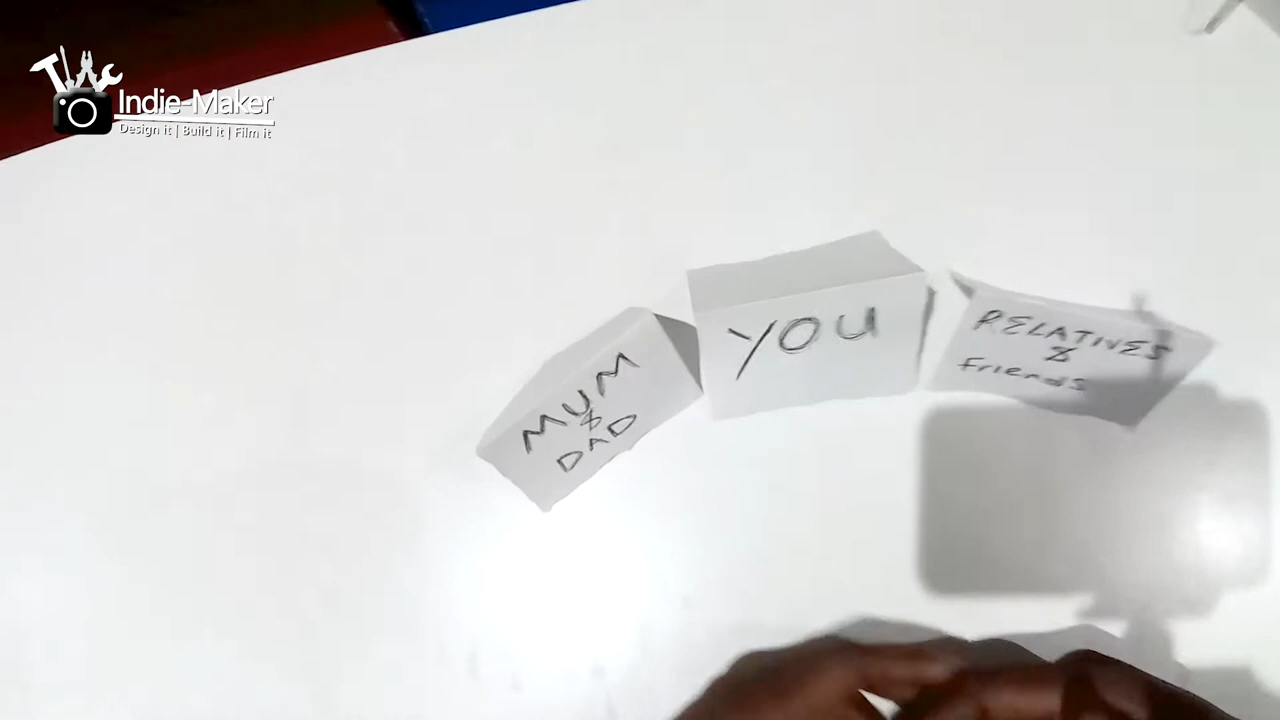 Indie-Maker
Design it | Build it | Film it
MUM
&
DAD
YOU
RELATIVES
&
friends